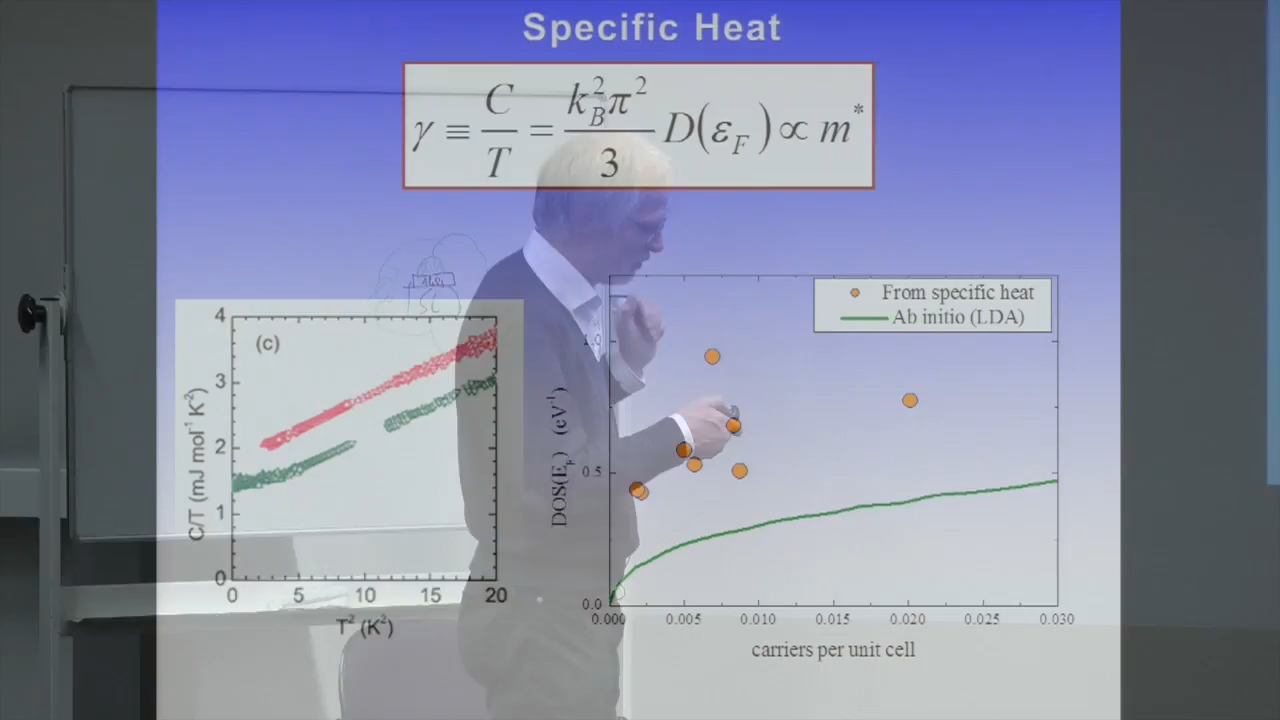 Specific Heat
γ ≡ C/T = k_B²π²/3 D(ε_F) ∝ m*
4
3
2
1
0
(c)
C/T (mJ mol⁻¹ K⁻²)
0 5 10 15 20
T² (K²)
From specific heat
Ab initio (LDA)
1.0
0.5
0.0
DOS(E_F) (eV⁻¹)
0.000 0.005 0.010 0.015 0.020 0.025 0.030
carriers per unit cell